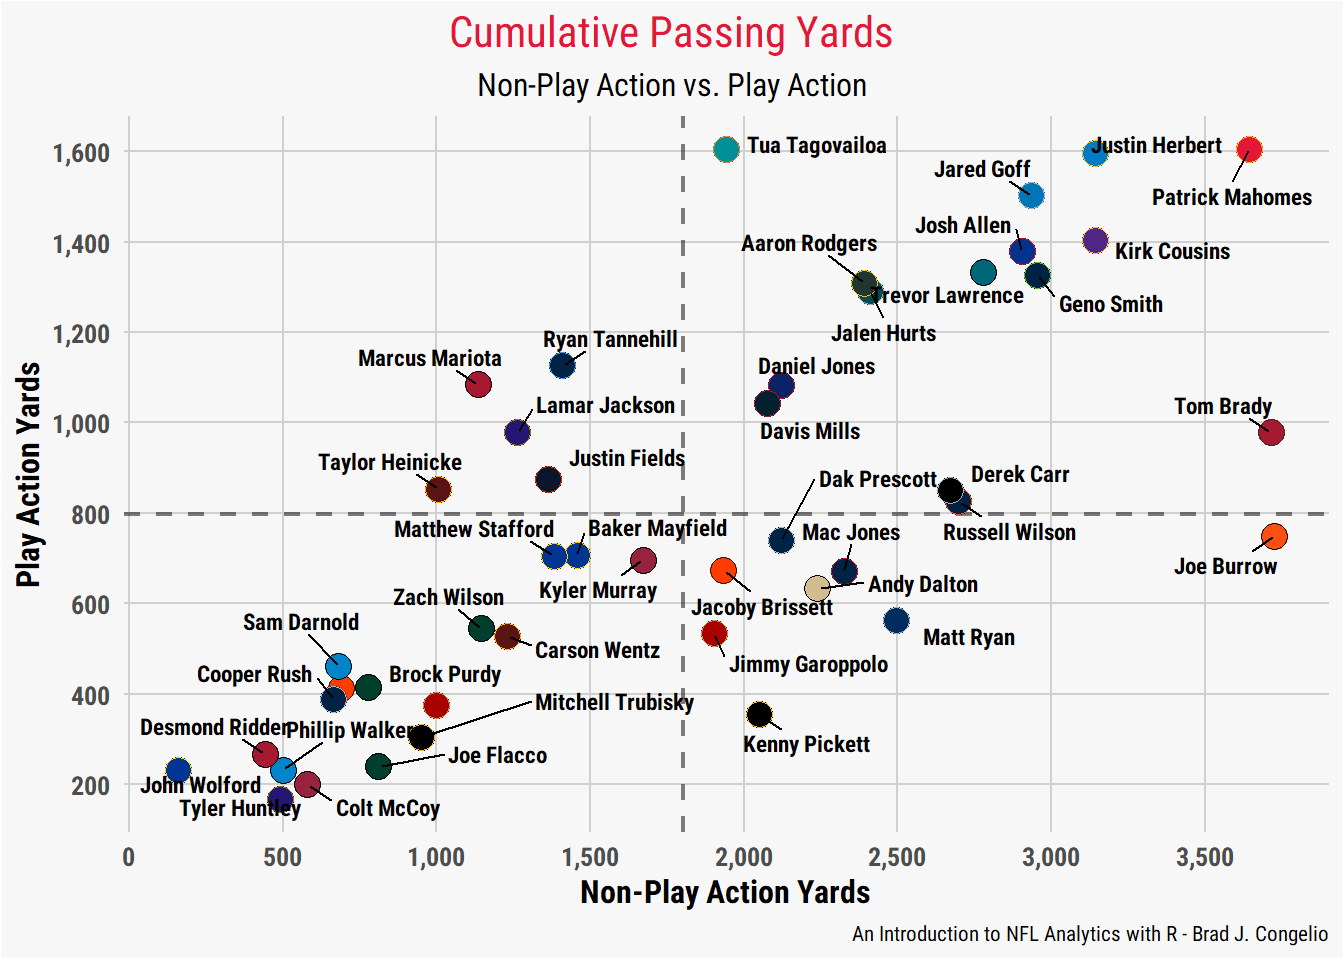 Cumulative Passing Yards
Non-Play Action vs. Play Action
1,600
1,400
1,200
1,000
800
600
400
200
Play Action Yards
Tua Tagovailoa
Justin Herbert
Jared Goff
Patrick Mahomes
Josh Allen
Aaron Rodgers
Kirk Cousins
Trevor Lawrence
Geno Smith
Jalen Hurts
Ryan Tannehill
Marcus Mariota
Daniel Jones
Lamar Jackson
Tom Brady
Davis Mills
Taylor Heinicke
Justin Fields
Dak Prescott
Derek Carr
Matthew Stafford
Baker Mayfield
Mac Jones
Russell Wilson
Joe Burrow
Kyler Murray
Andy Dalton
Zach Wilson
Jacoby Brissett
Sam Darnold
Matt Ryan
Carson Wentz
Jimmy Garoppolo
Cooper Rush
Brock Purdy
Mitchell Trubisky
Desmond Ridder
Phillip Walker
Kenny Pickett
Joe Flacco
John Wolford
Tyler Huntley
Colt McCoy
0
500
1,000
1,500
2,000
2,500
3,000
3,500
Non-Play Action Yards
An Introduction to NFL Analytics with R - Brad J. Congelio